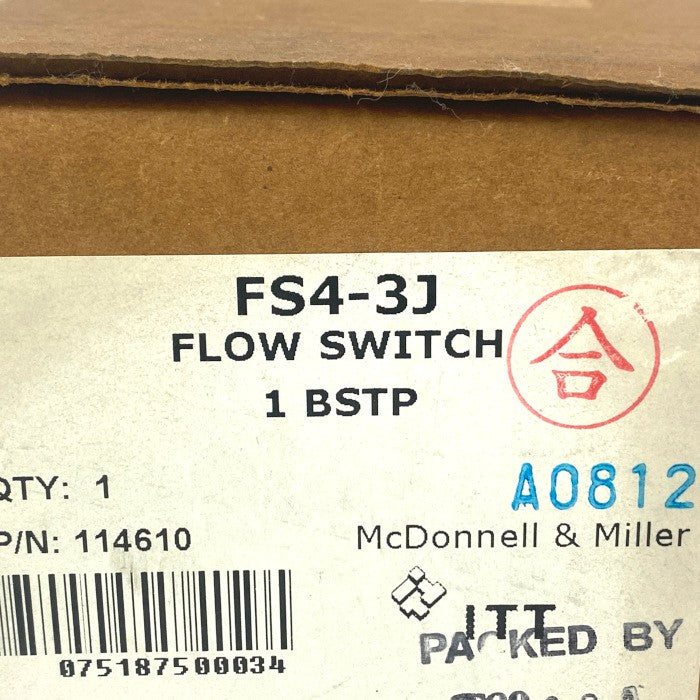 FS4-3J
FLOW SWITCH
合
1 BSTP
QTY: 1
A0812
P/N: 114610
McDonnell & Miller
ITT
PACKED BY
075187500034